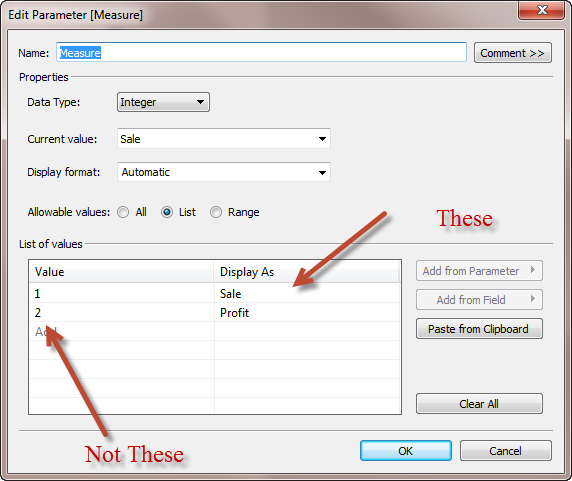 Edit Parameter [Measure]
Name: Measure Comment >>
Properties
Data Type: Integer
Current value: Sale
Display format: Automatic
Allowable values: All List Range
These
List of values
Value Display As
1 Sale
2 Profit
Add
Add from Parameter
Add from Field
Paste from Clipboard
Clear All
Not These
OK Cancel